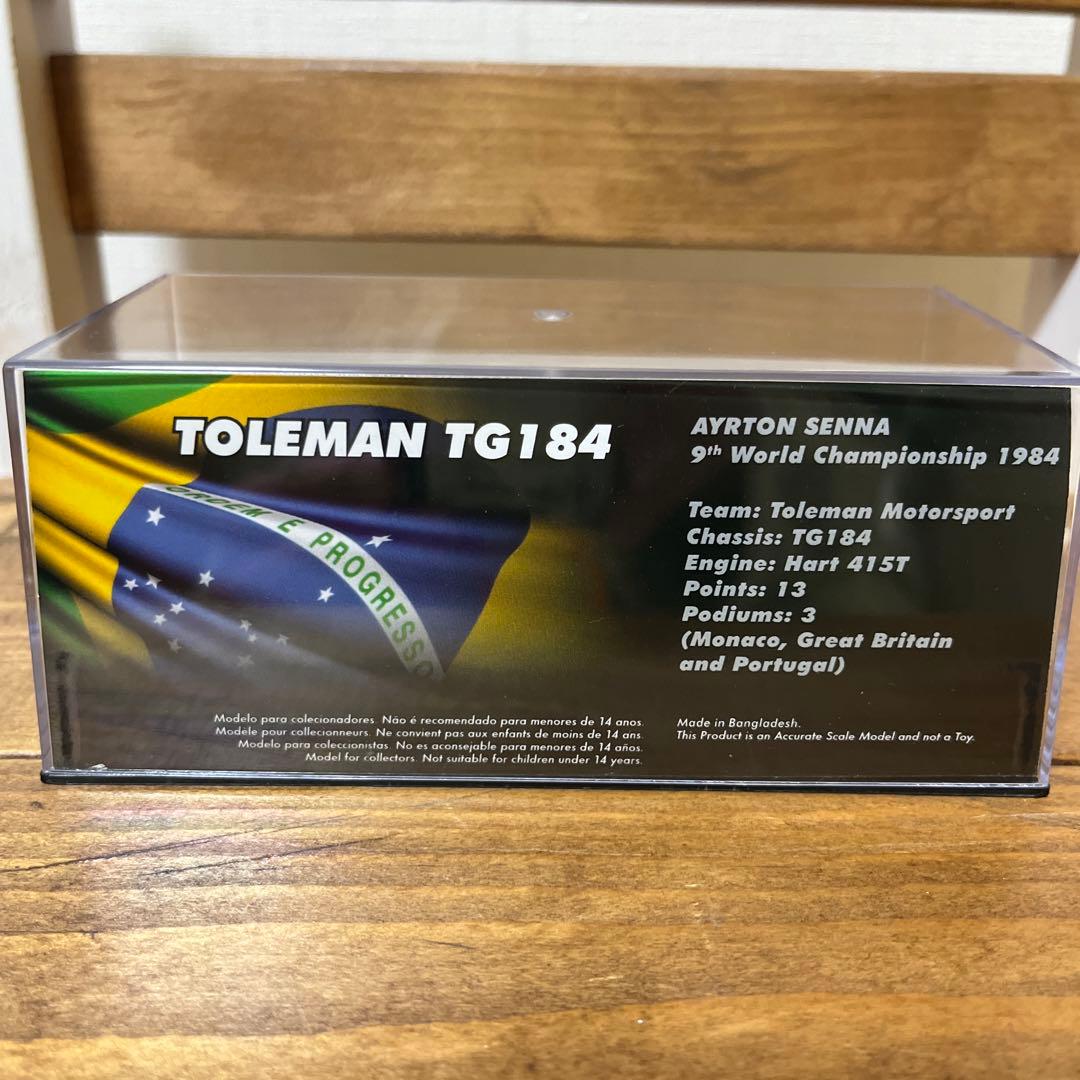 TOLEMAN TG184
ORDEM E PROGRESSO
AYRTON SENNA
9th World Championship 1984
Team: Toleman Motorsport
Chassis: TG184
Engine: Hart 415T
Points: 13
Podiums: 3
(Monaco, Great Britain
and Portugal)
Modelo para colecionadores. Não é recomendado para menores de 14 anos.
Modele pour collectionneurs. Ne convient pas aux enfants de moins de 14 ans.
Modelo para coleccionistas. No es aconsejable para menores de 14 años.
Model for collectors. Not suitable for children under 14 years.
Made in Bangladesh.
This Product is an Accurate Scale Model and not a Toy.